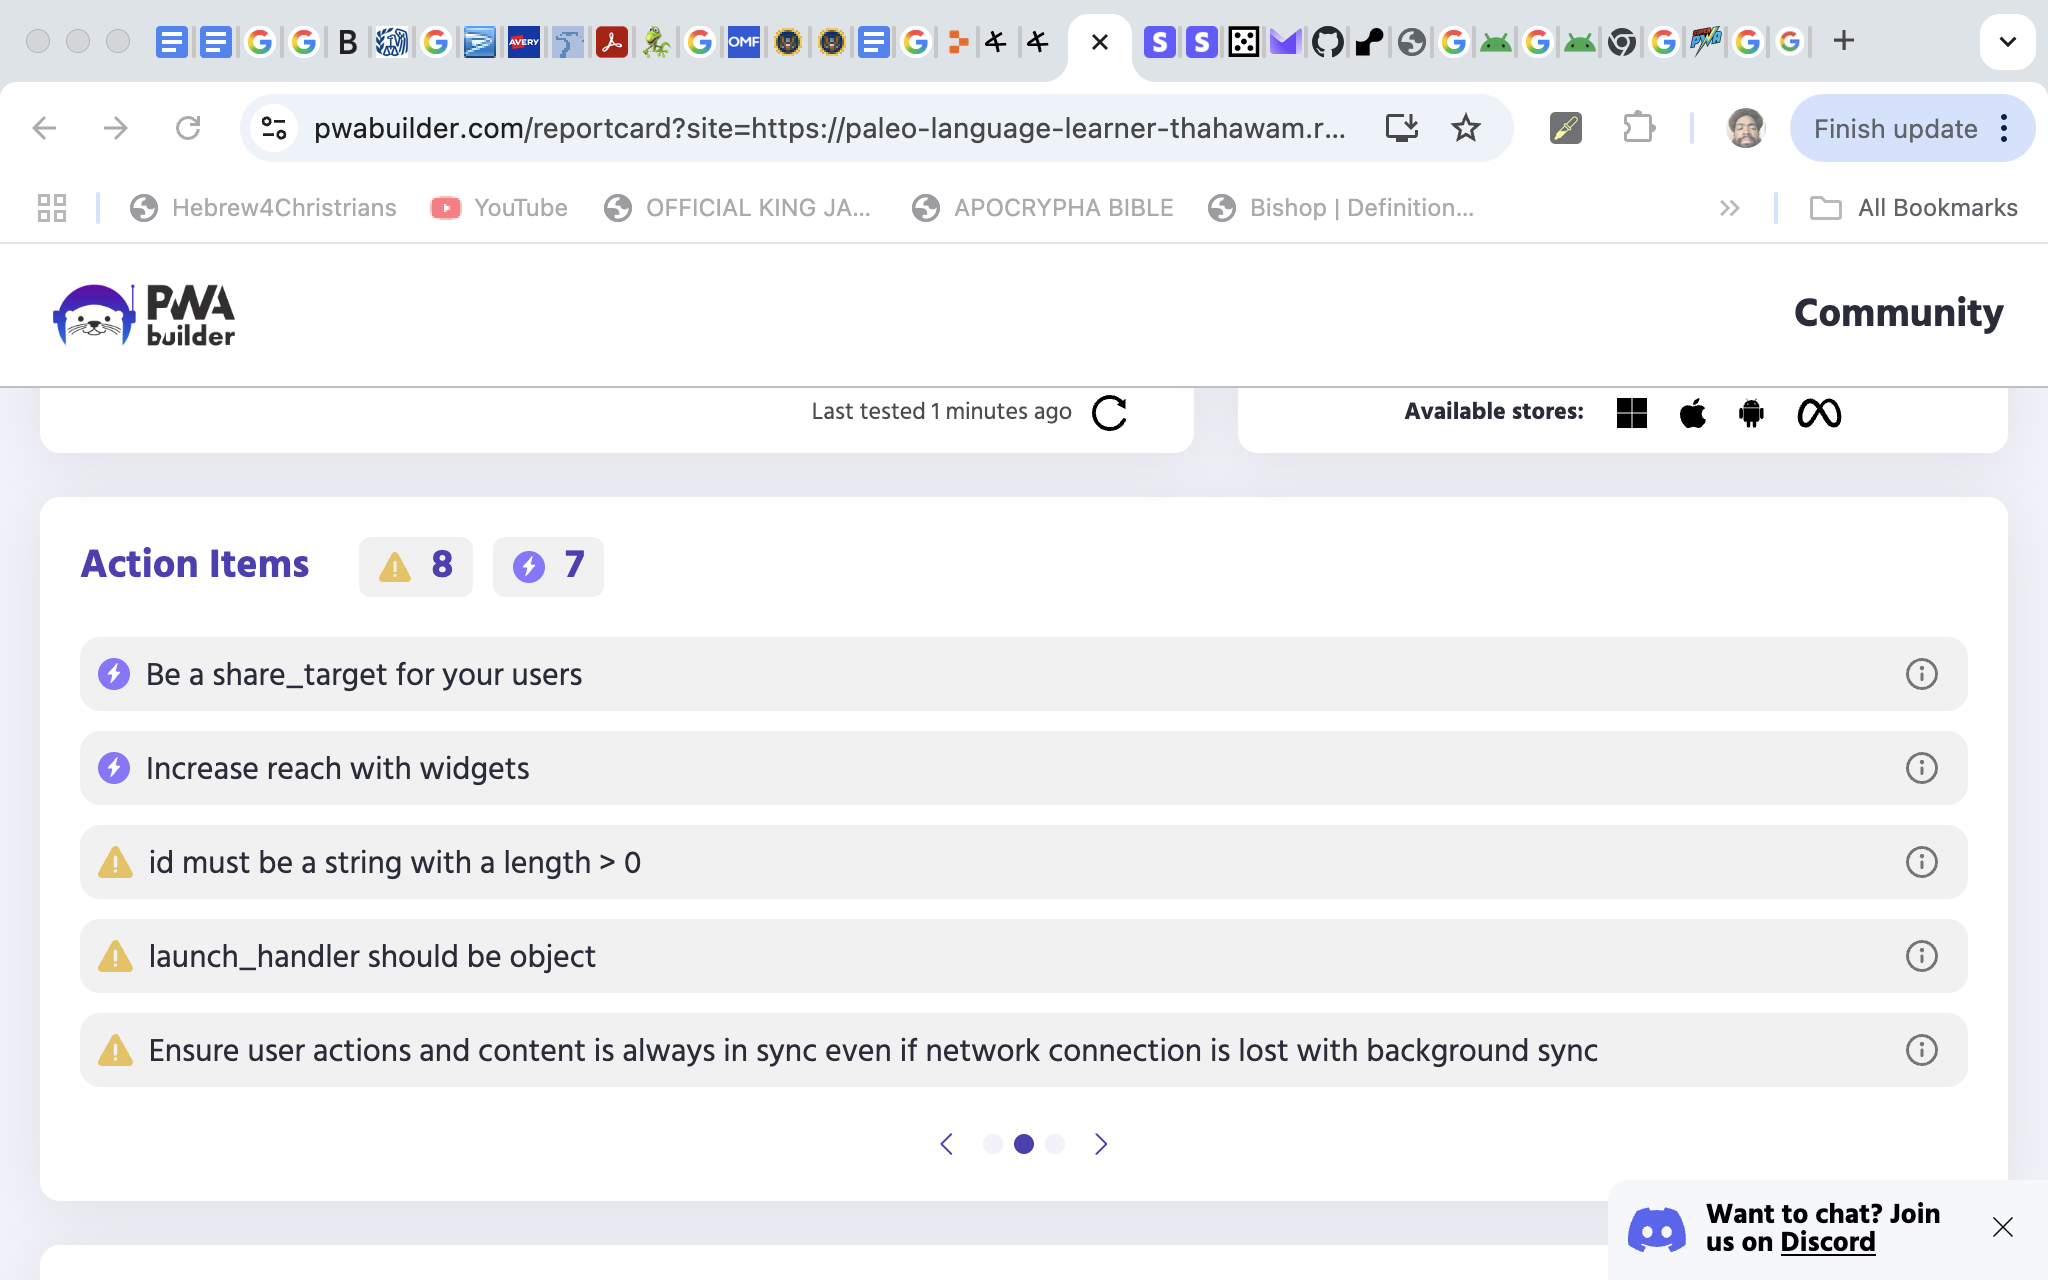 B
AVERY
OMF
S
S
pwabuilder.com/reportcard?site=https://paleo-language-learner-thahawam.r...
Finish update
Hebrew4Christrians
YouTube
OFFICIAL KING JA...
APOCRYPHA BIBLE
Bishop | Definition...
All Bookmarks
PWA
builder
Community
Last tested 1 minutes ago
Available stores:
Action Items
8
7
Be a share_target for your users
Increase reach with widgets
id must be a string with a length > 0
launch_handler should be object
Ensure user actions and content is always in sync even if network connection is lost with background sync
Want to chat? Join
us on Discord